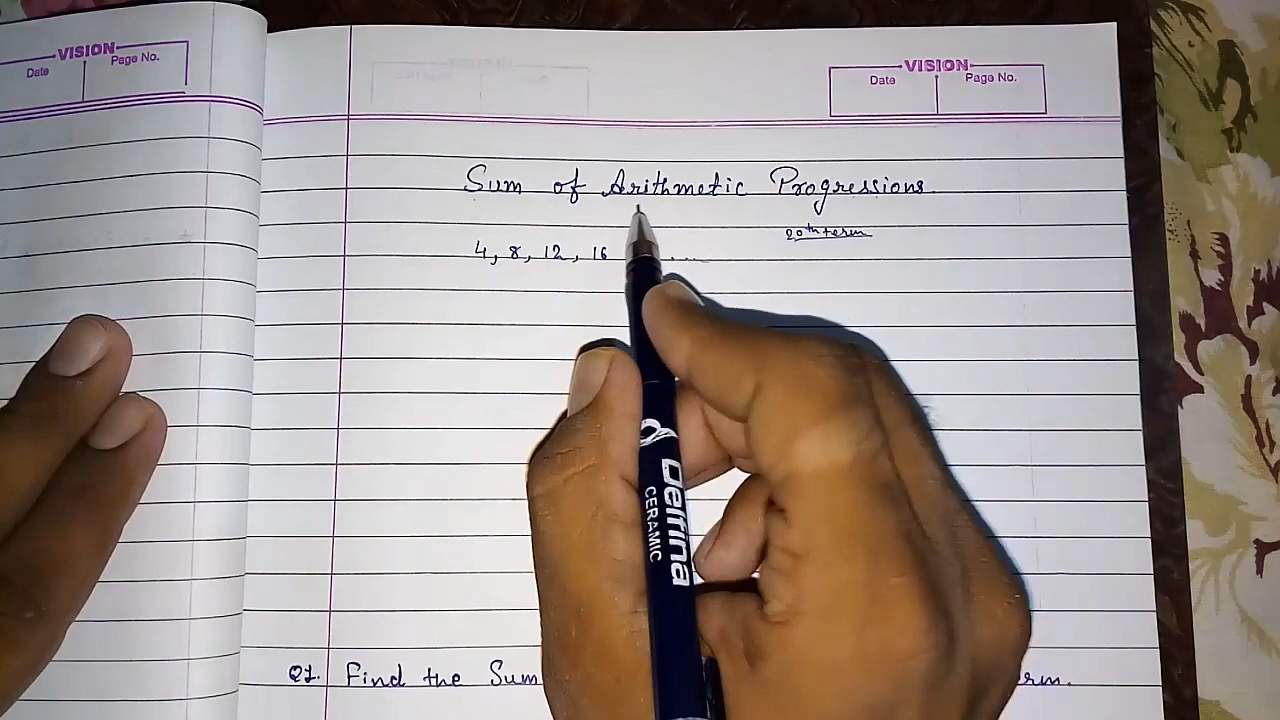 VISION
Date Page No.
VISION
Date Page No.
Sum of Arithmetic Progressions
20th term
4, 8, 12, 16 ....
Delfina
CERAMIC
Q1. Find the Sum